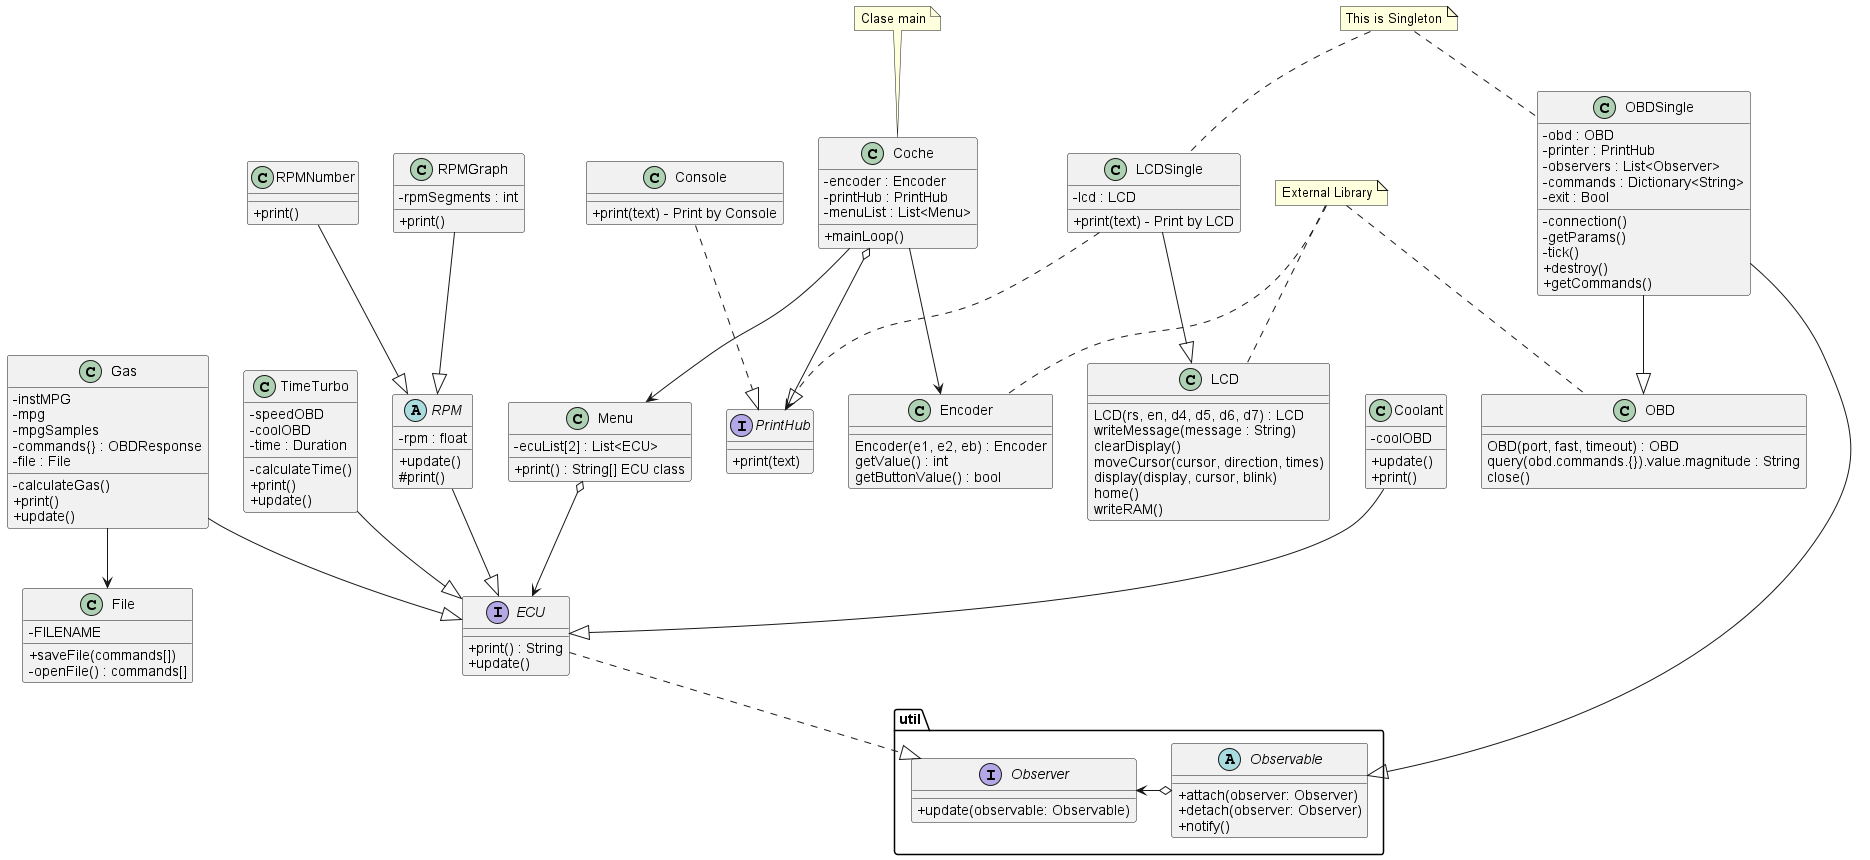 Clase main
This is Singleton
C OBDSingle
-obd : OBD
-printer : PrintHub
-observers : List<Observer>
-commands : Dictionary<String>
-exit : Bool
-connection()
-getParams()
-tick()
+destroy()
+getCommands()
C RPMNumber
+print()
C RPMGraph
-rpmSegments : int
+print()
C Console
+print(text) - Print by Console
C Coche
-encoder : Encoder
-printHub : PrintHub
-menuList : List<Menu>
+mainLoop()
C LCDSingle
-lcd : LCD
+print(text) - Print by LCD
External Library
C Gas
-instMPG
-mpg
-mpgSamples
-commands{} : OBDResponse
-file : File
-calculateGas()
+print()
+update()
C TimeTurbo
-speedOBD
-coolOBD
-time : Duration
-calculateTime()
+print()
+update()
A RPM
-rpm : float
+update()
#print()
C Menu
-ecuList[2] : List<ECU>
+print() : String[] ECU class
I PrintHub
+print(text)
C Encoder
Encoder(e1, e2, eb) : Encoder
getValue() : int
getButtonValue() : bool
C LCD
LCD(rs, en, d4, d5, d6, d7) : LCD
writeMessage(message : String)
clearDisplay()
moveCursor(cursor, direction, times)
display(display, cursor, blink)
home()
writeRAM()
C Coolant
-coolOBD
+update()
+print()
C OBD
OBD(port, fast, timeout) : OBD
query(obd.commands.{}).value.magnitude : String
close()
C File
-FILENAME
+saveFile(commands[])
-openFile() : commands[]
I ECU
+print() : String
+update()
util
I Observer
+update(observable: Observable)
A Observable
+attach(observer: Observer)
+detach(observer: Observer)
+notify()